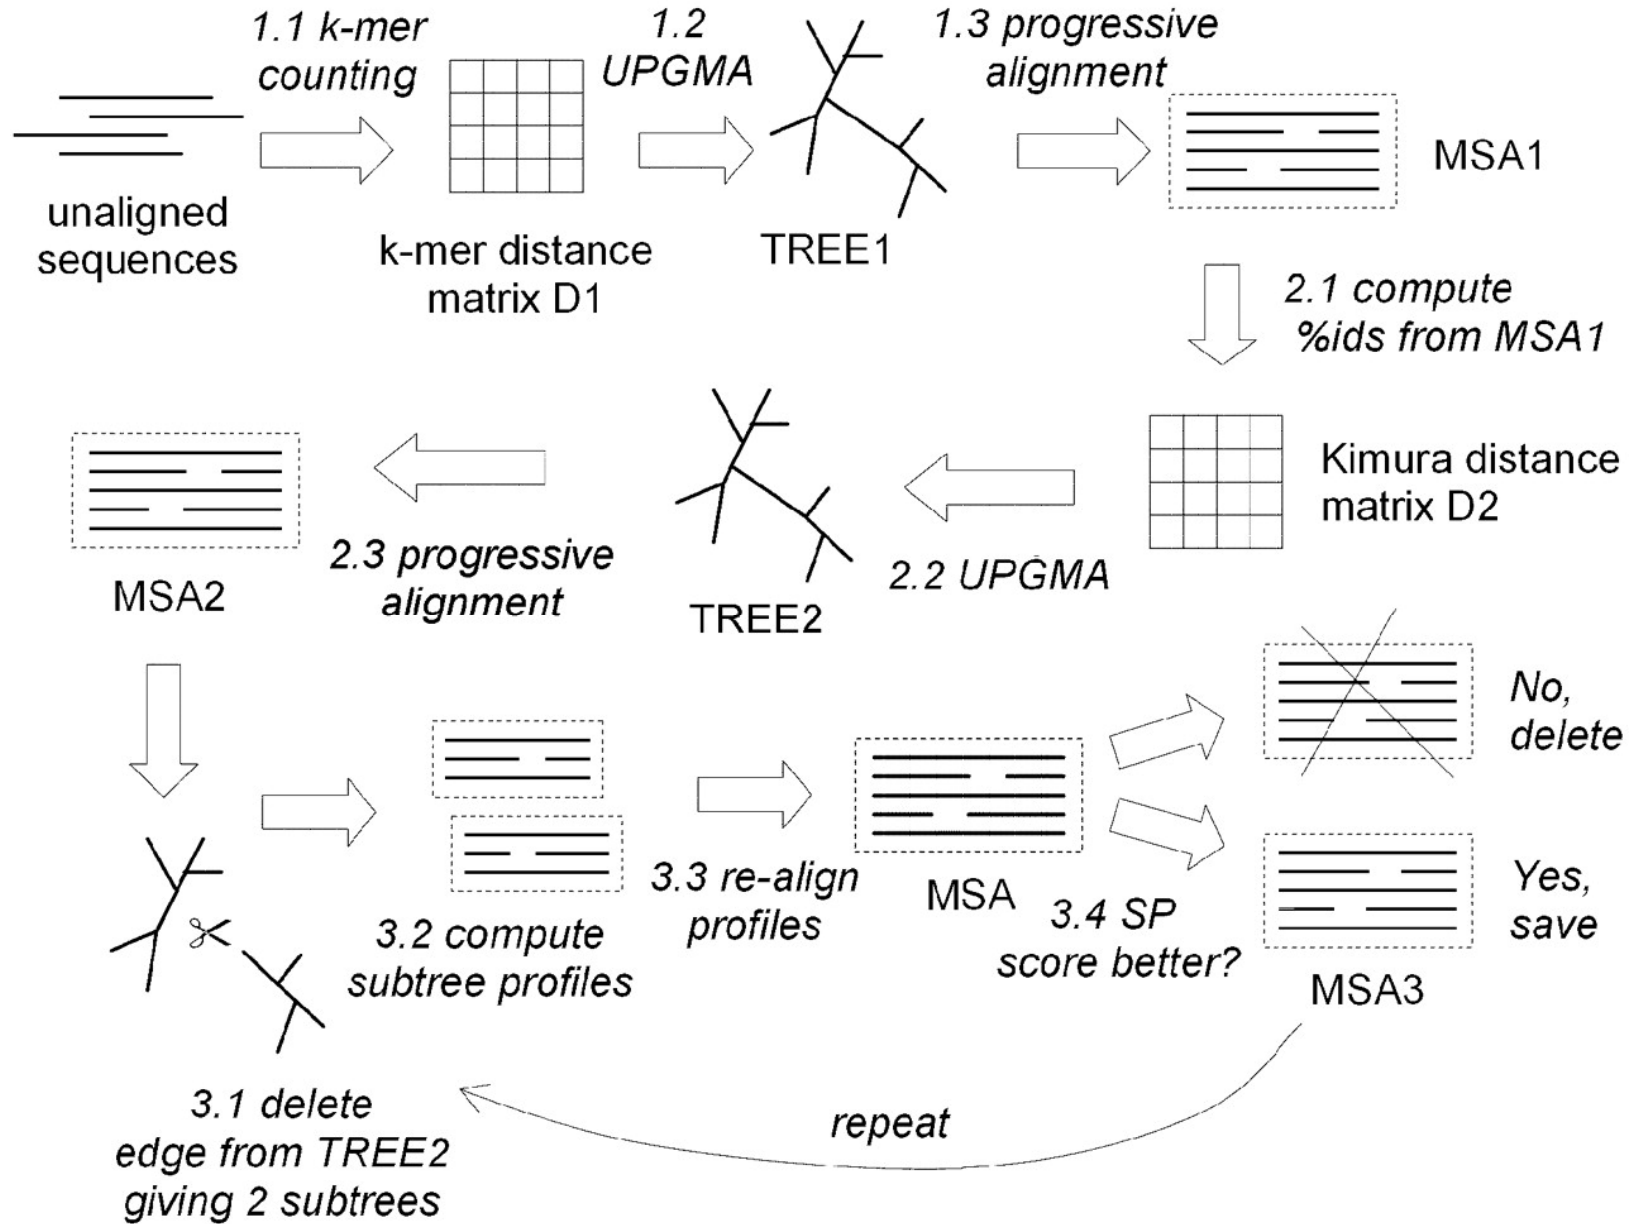 1.1 k-mer
counting
1.2
UPGMA
1.3 progressive
alignment
unaligned
sequences
k-mer distance
matrix D1
TREE1
MSA1
2.1 compute
%ids from MSA1
Kimura distance
matrix D2
2.2 UPGMA
TREE2
2.3 progressive
alignment
MSA2
3.1 delete
edge from TREE2
giving 2 subtrees
3.2 compute
subtree profiles
3.3 re-align
profiles
MSA
3.4 SP
score better?
No,
delete
Yes,
save
MSA3
repeat